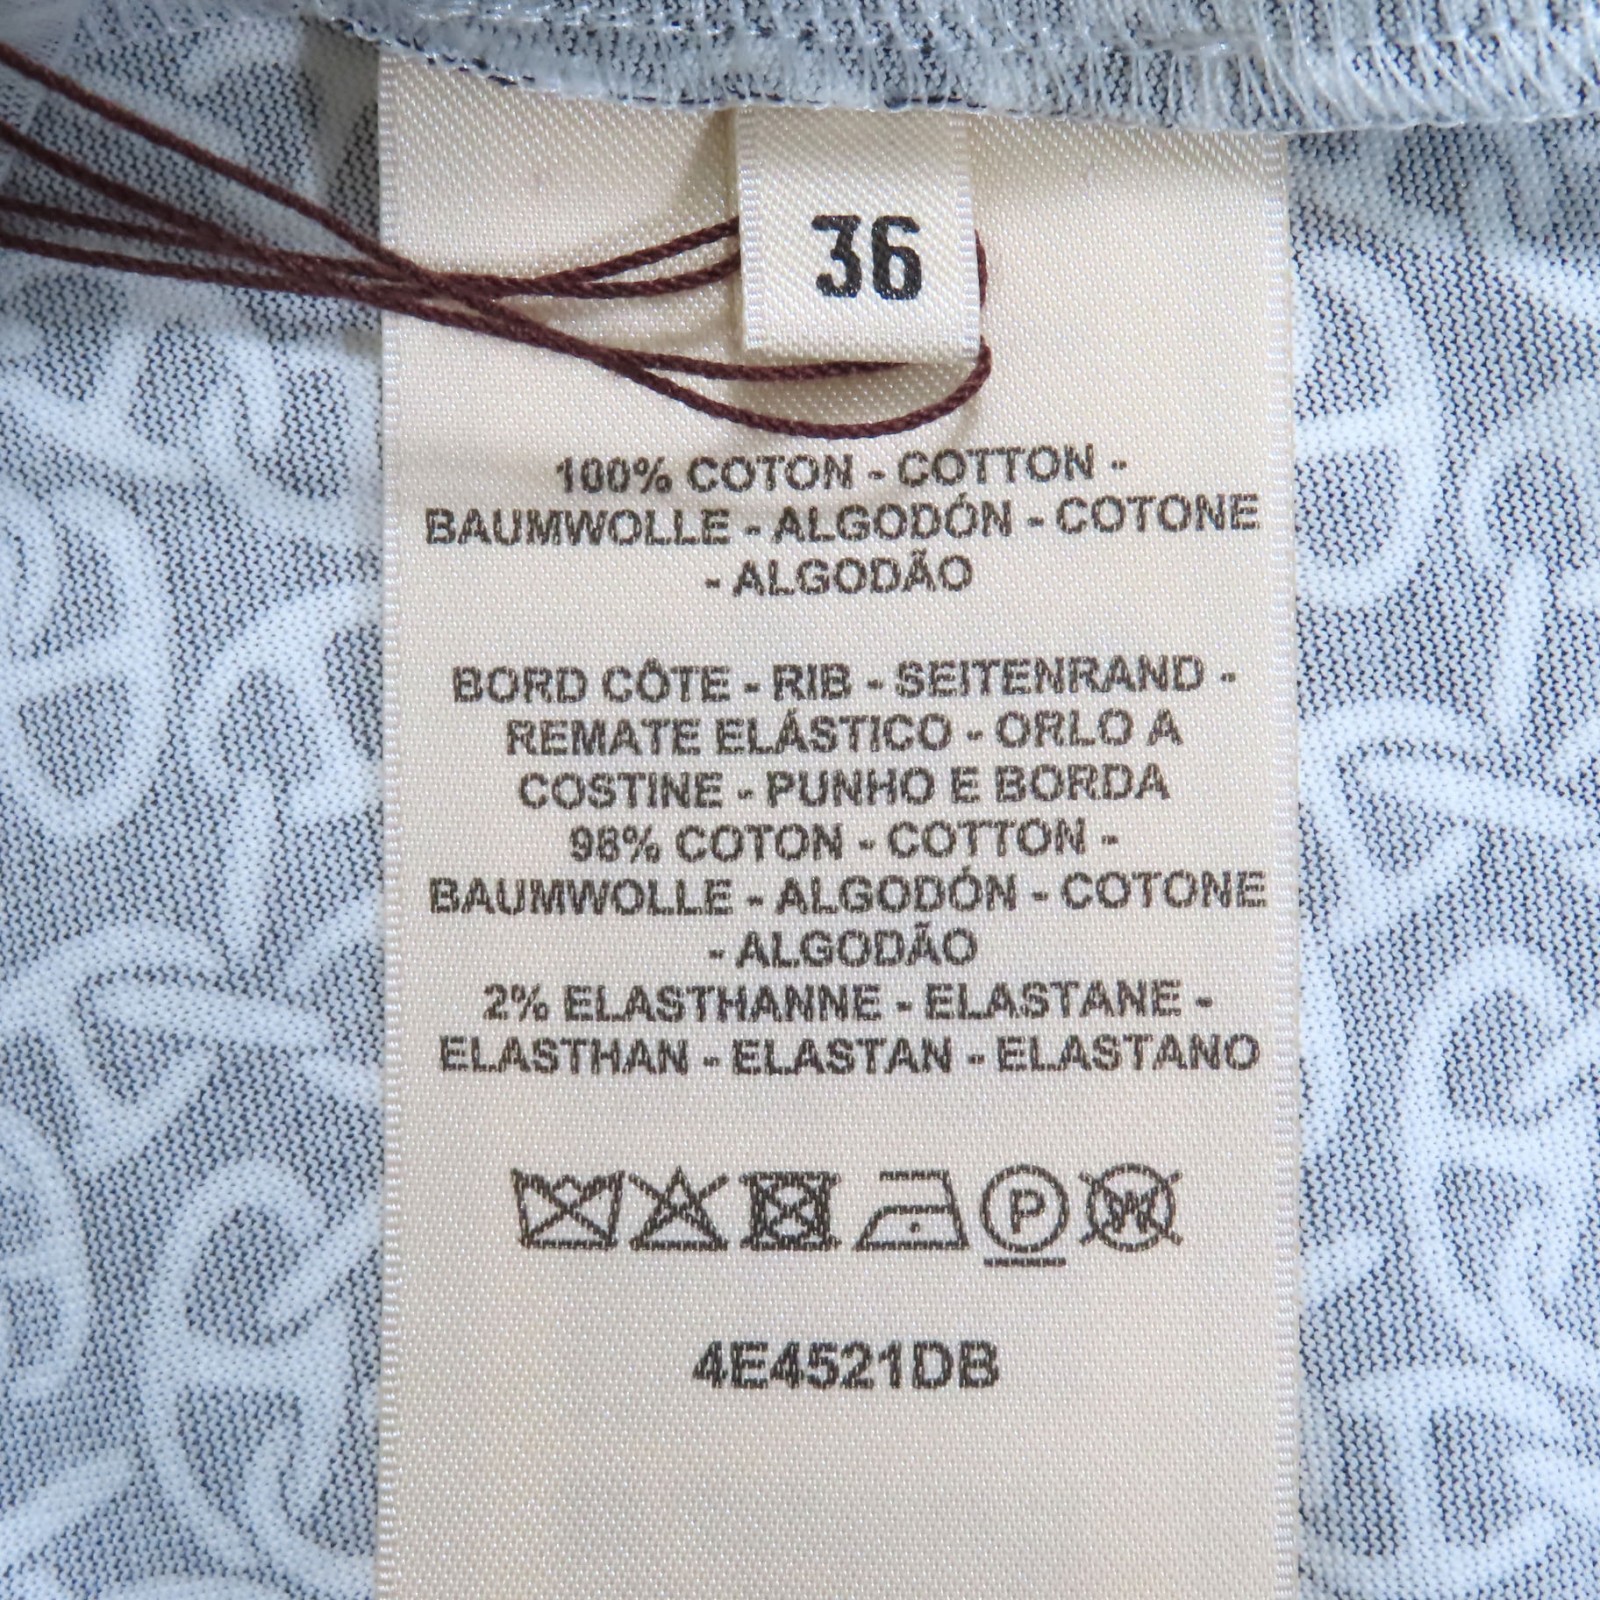 36
100% COTON - COTTON -
BAUMWOLLE - ALGODÓN - COTONE
- ALGODÃO
BORD CÔTE - RIB - SEITENRAND -
REMATE ELÁSTICO - ORLO A
COSTINE - PUNHO E BORDA
98% COTON - COTTON -
BAUMWOLLE - ALGODÓN - COTONE
- ALGODÃO
2% ELASTHANNE - ELASTANE -
ELASTHAN - ELASTAN - ELASTANO
P W
4E4521DB